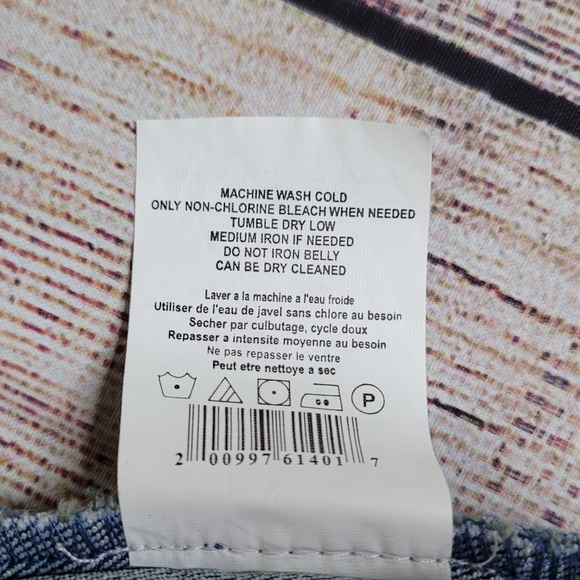 MACHINE WASH COLD
ONLY NON-CHLORINE BLEACH WHEN NEEDED
TUMBLE DRY LOW
MEDIUM IRON IF NEEDED
DO NOT IRON BELLY
CAN BE DRY CLEANED
Laver a la machine a l'eau froide
Utiliser de l'eau de javel sans chlore au besoin
Secher par culbutage, cycle doux
Repasser a intensite moyenne au besoin
Ne pas repasser le ventre
Peut etre nettoye a sec
P
2 00997 61401 7